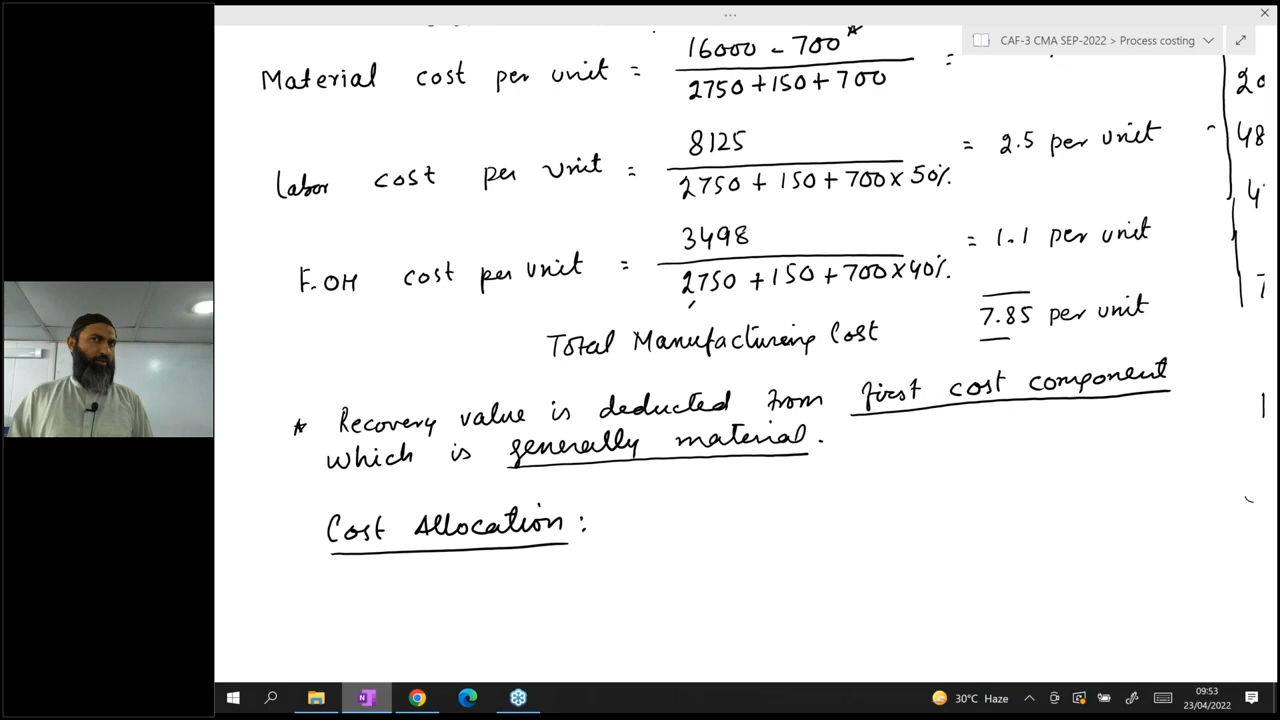 CAF-3 CMA SEP-2022 > Process costing
Material cost per unit = 16000 - 700* / 2750 + 150 + 700 =
Labor cost per unit = 8125 / 2750 + 150 + 700 × 50% = 2.5 per unit
F.OH cost per unit = 3498 / 2750 + 150 + 700 × 40% = 1.1 per unit
Total Manufacturing Cost 7.85 per unit
* Recovery value is deducted from first cost component
which is generally material.
Cost Allocation:
20
48
30°C Haze
09:53
23/04/2022